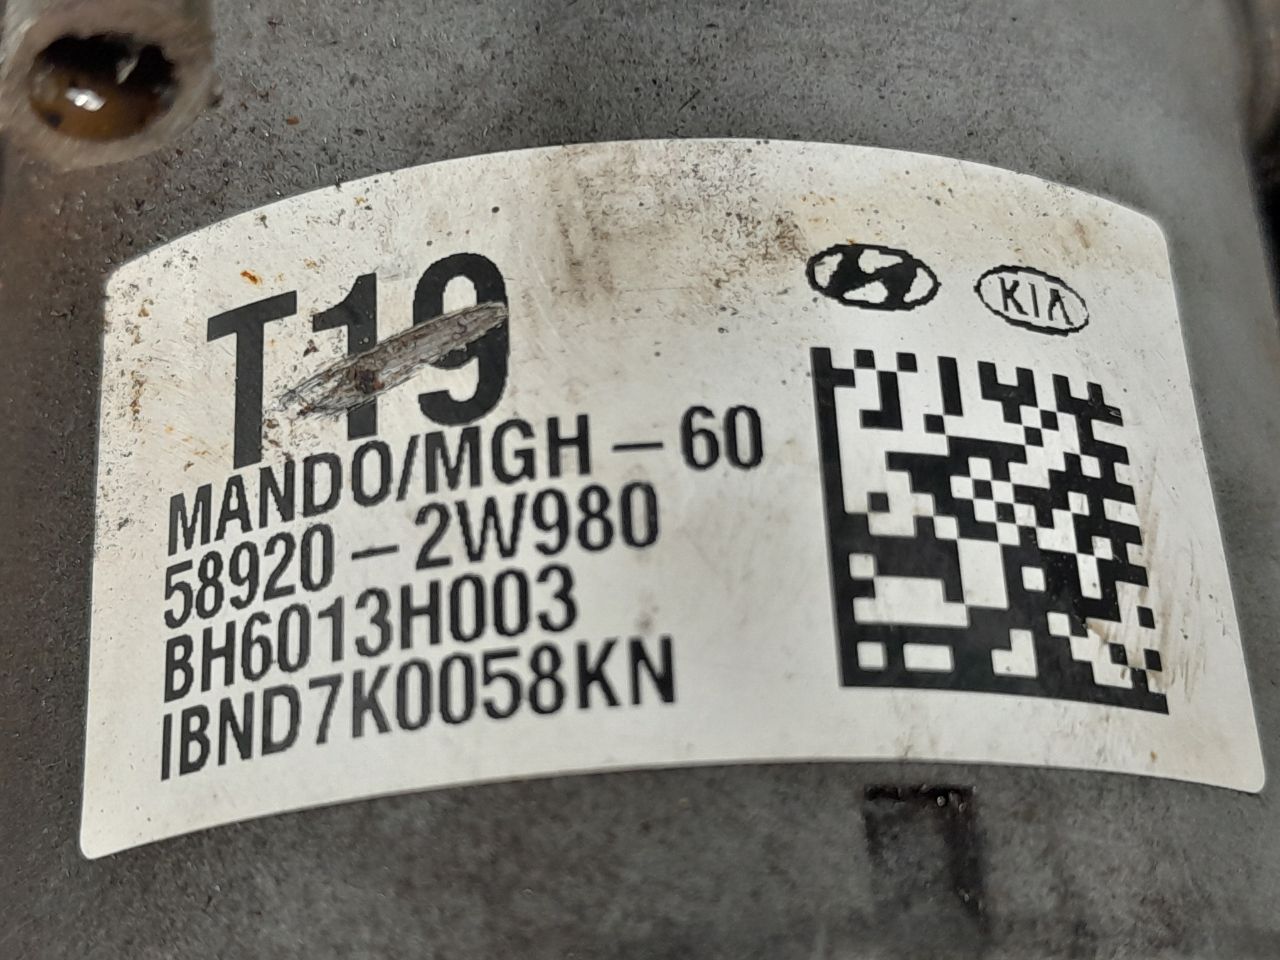 T19
KIA
MANDO/MGH-60
58920-2W980
BH6013H003
IBND7K0058KN